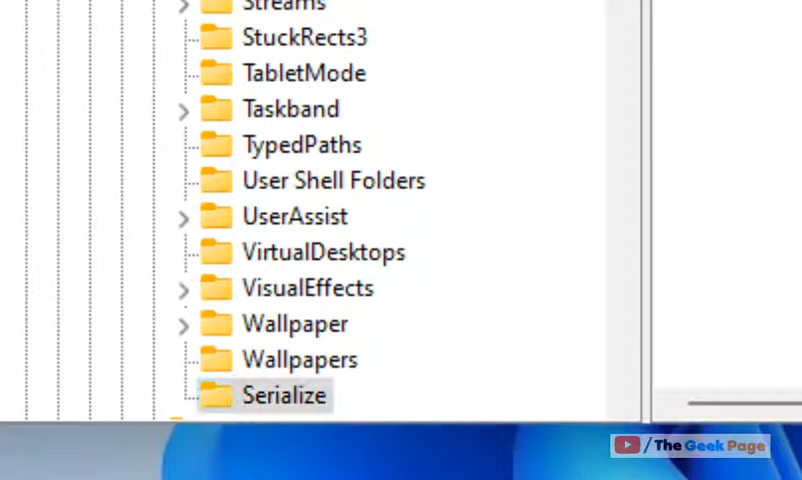 Streams
StuckRects3
TabletMode
Taskband
TypedPaths
User Shell Folders
UserAssist
VirtualDesktops
VisualEffects
Wallpaper
Wallpapers
Serialize
/ The Geek Page